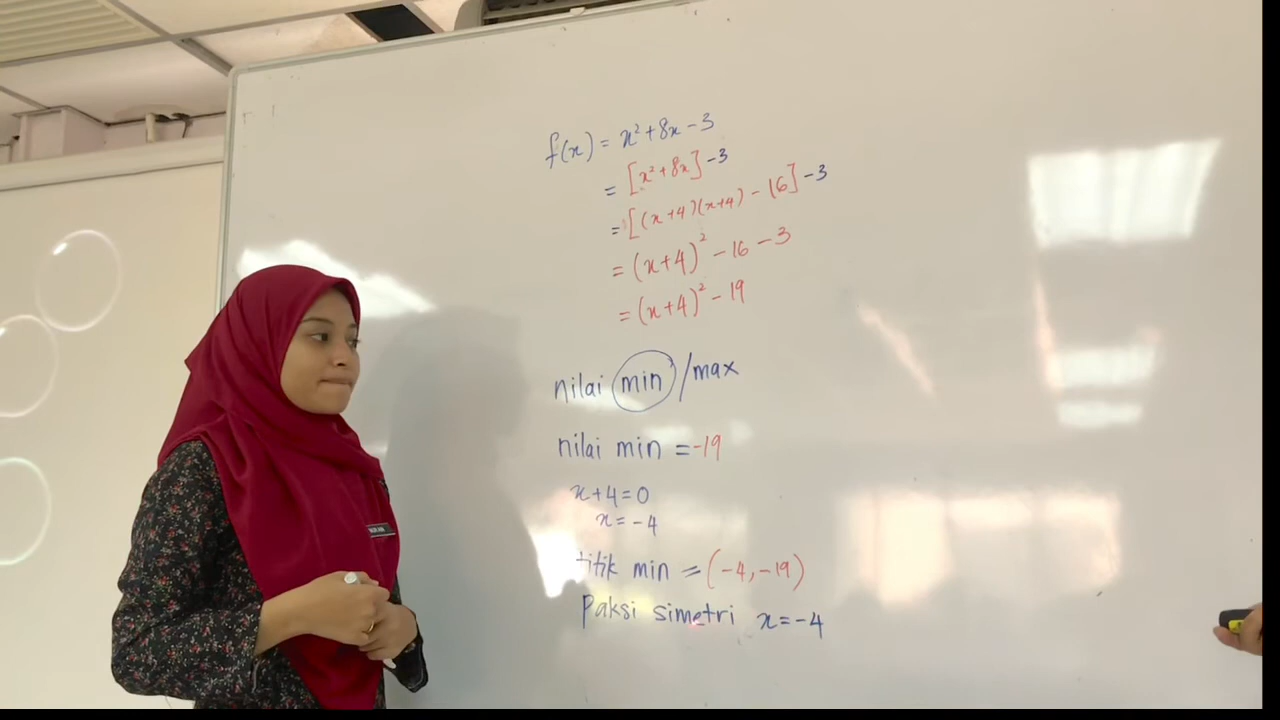 f(x) = x² + 8x - 3
= [x² + 8x] - 3
= [(x+4)(x+4) - 16] - 3
= (x+4)² - 16 - 3
= (x+4)² - 19
nilai min / max
nilai min = -19
x + 4 = 0
x = -4
titik min = (-4, -19)
Paksi simetri x = -4